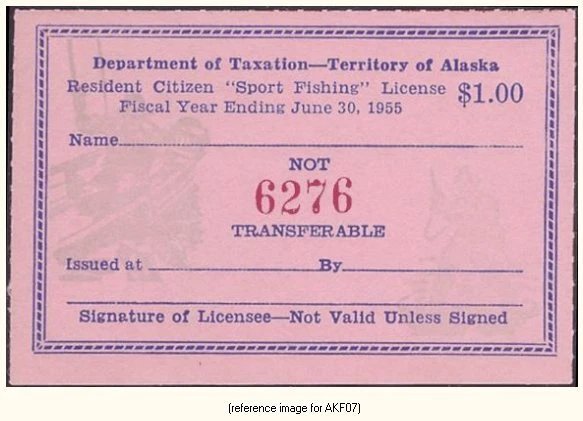 Department of Taxation—Territory of Alaska
Resident Citizen "Sport Fishing" License $1.00
Fiscal Year Ending June 30, 1955
Name
NOT
6276
TRANSFERABLE
Issued at By
Signature of Licensee—Not Valid Unless Signed
(reference image for AKF07)